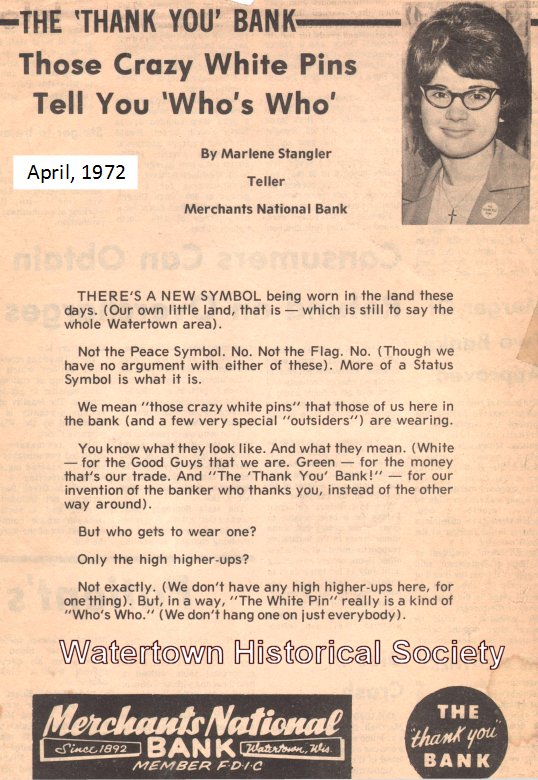 THE 'THANK YOU' BANK
Those Crazy White Pins
Tell You 'Who's Who'
By Marlene Stangler
April, 1972
Teller
Merchants National Bank
THERE'S A NEW SYMBOL being worn in the land these
days. (Our own little land, that is — which is still to say the
whole Watertown area).
Not the Peace Symbol. No. Not the Flag. No. (Though we
have no argument with either of these). More of a Status
Symbol is what it is.
We mean "those crazy white pins" that those of us here in
the bank (and a few very special "outsiders") are wearing.
You know what they look like. And what they mean. (White
— for the Good Guys that we are. Green — for the money
that's our trade. And "The 'Thank You' Bank!" — for our
invention of the banker who thanks you, instead of the other
way around).
But who gets to wear one?
Only the high higher-ups?
Not exactly. (We don't have any high higher-ups here, for
one thing). But, in a way, "The White Pin" really is a kind of
"Who's Who." (We don't hang one on just everybody).
Watertown Historical Society
Merchants National
Since 1892 BANK Watertown, Wis.
MEMBER F·D·I·C
THE
"thank you"
BANK